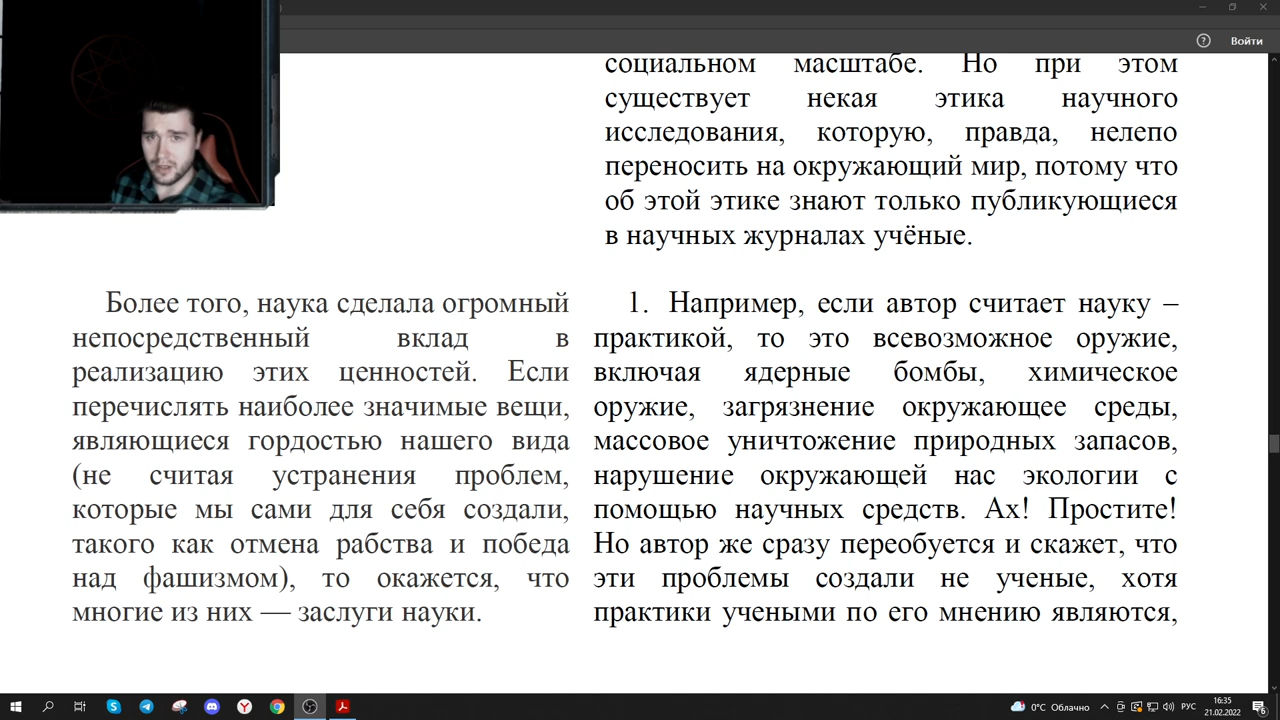 Войти
социальном масштабе. Но при этом
существует некая этика научного
исследования, которую, правда, нелепо
переносить на окружающий мир, потому что
об этой этике знают только публикующиеся
в научных журналах учёные.
Более того, наука сделала огромный
непосредственный вклад в
реализацию этих ценностей. Если
перечислять наиболее значимые вещи,
являющиеся гордостью нашего вида
(не считая устранения проблем,
которые мы сами для себя создали,
такого как отмена рабства и победа
над фашизмом), то окажется, что
многие из них — заслуги науки.
1. Например, если автор считает науку –
практикой, то это всевозможное оружие,
включая ядерные бомбы, химическое
оружие, загрязнение окружающее среды,
массовое уничтожение природных запасов,
нарушение окружающей нас экологии с
помощью научных средств. Ах! Простите!
Но автор же сразу переобуется и скажет, что
эти проблемы создали не ученые, хотя
практики учеными по его мнению являются,
0°C Облачно
РУС
16:35
21.02.2022
6